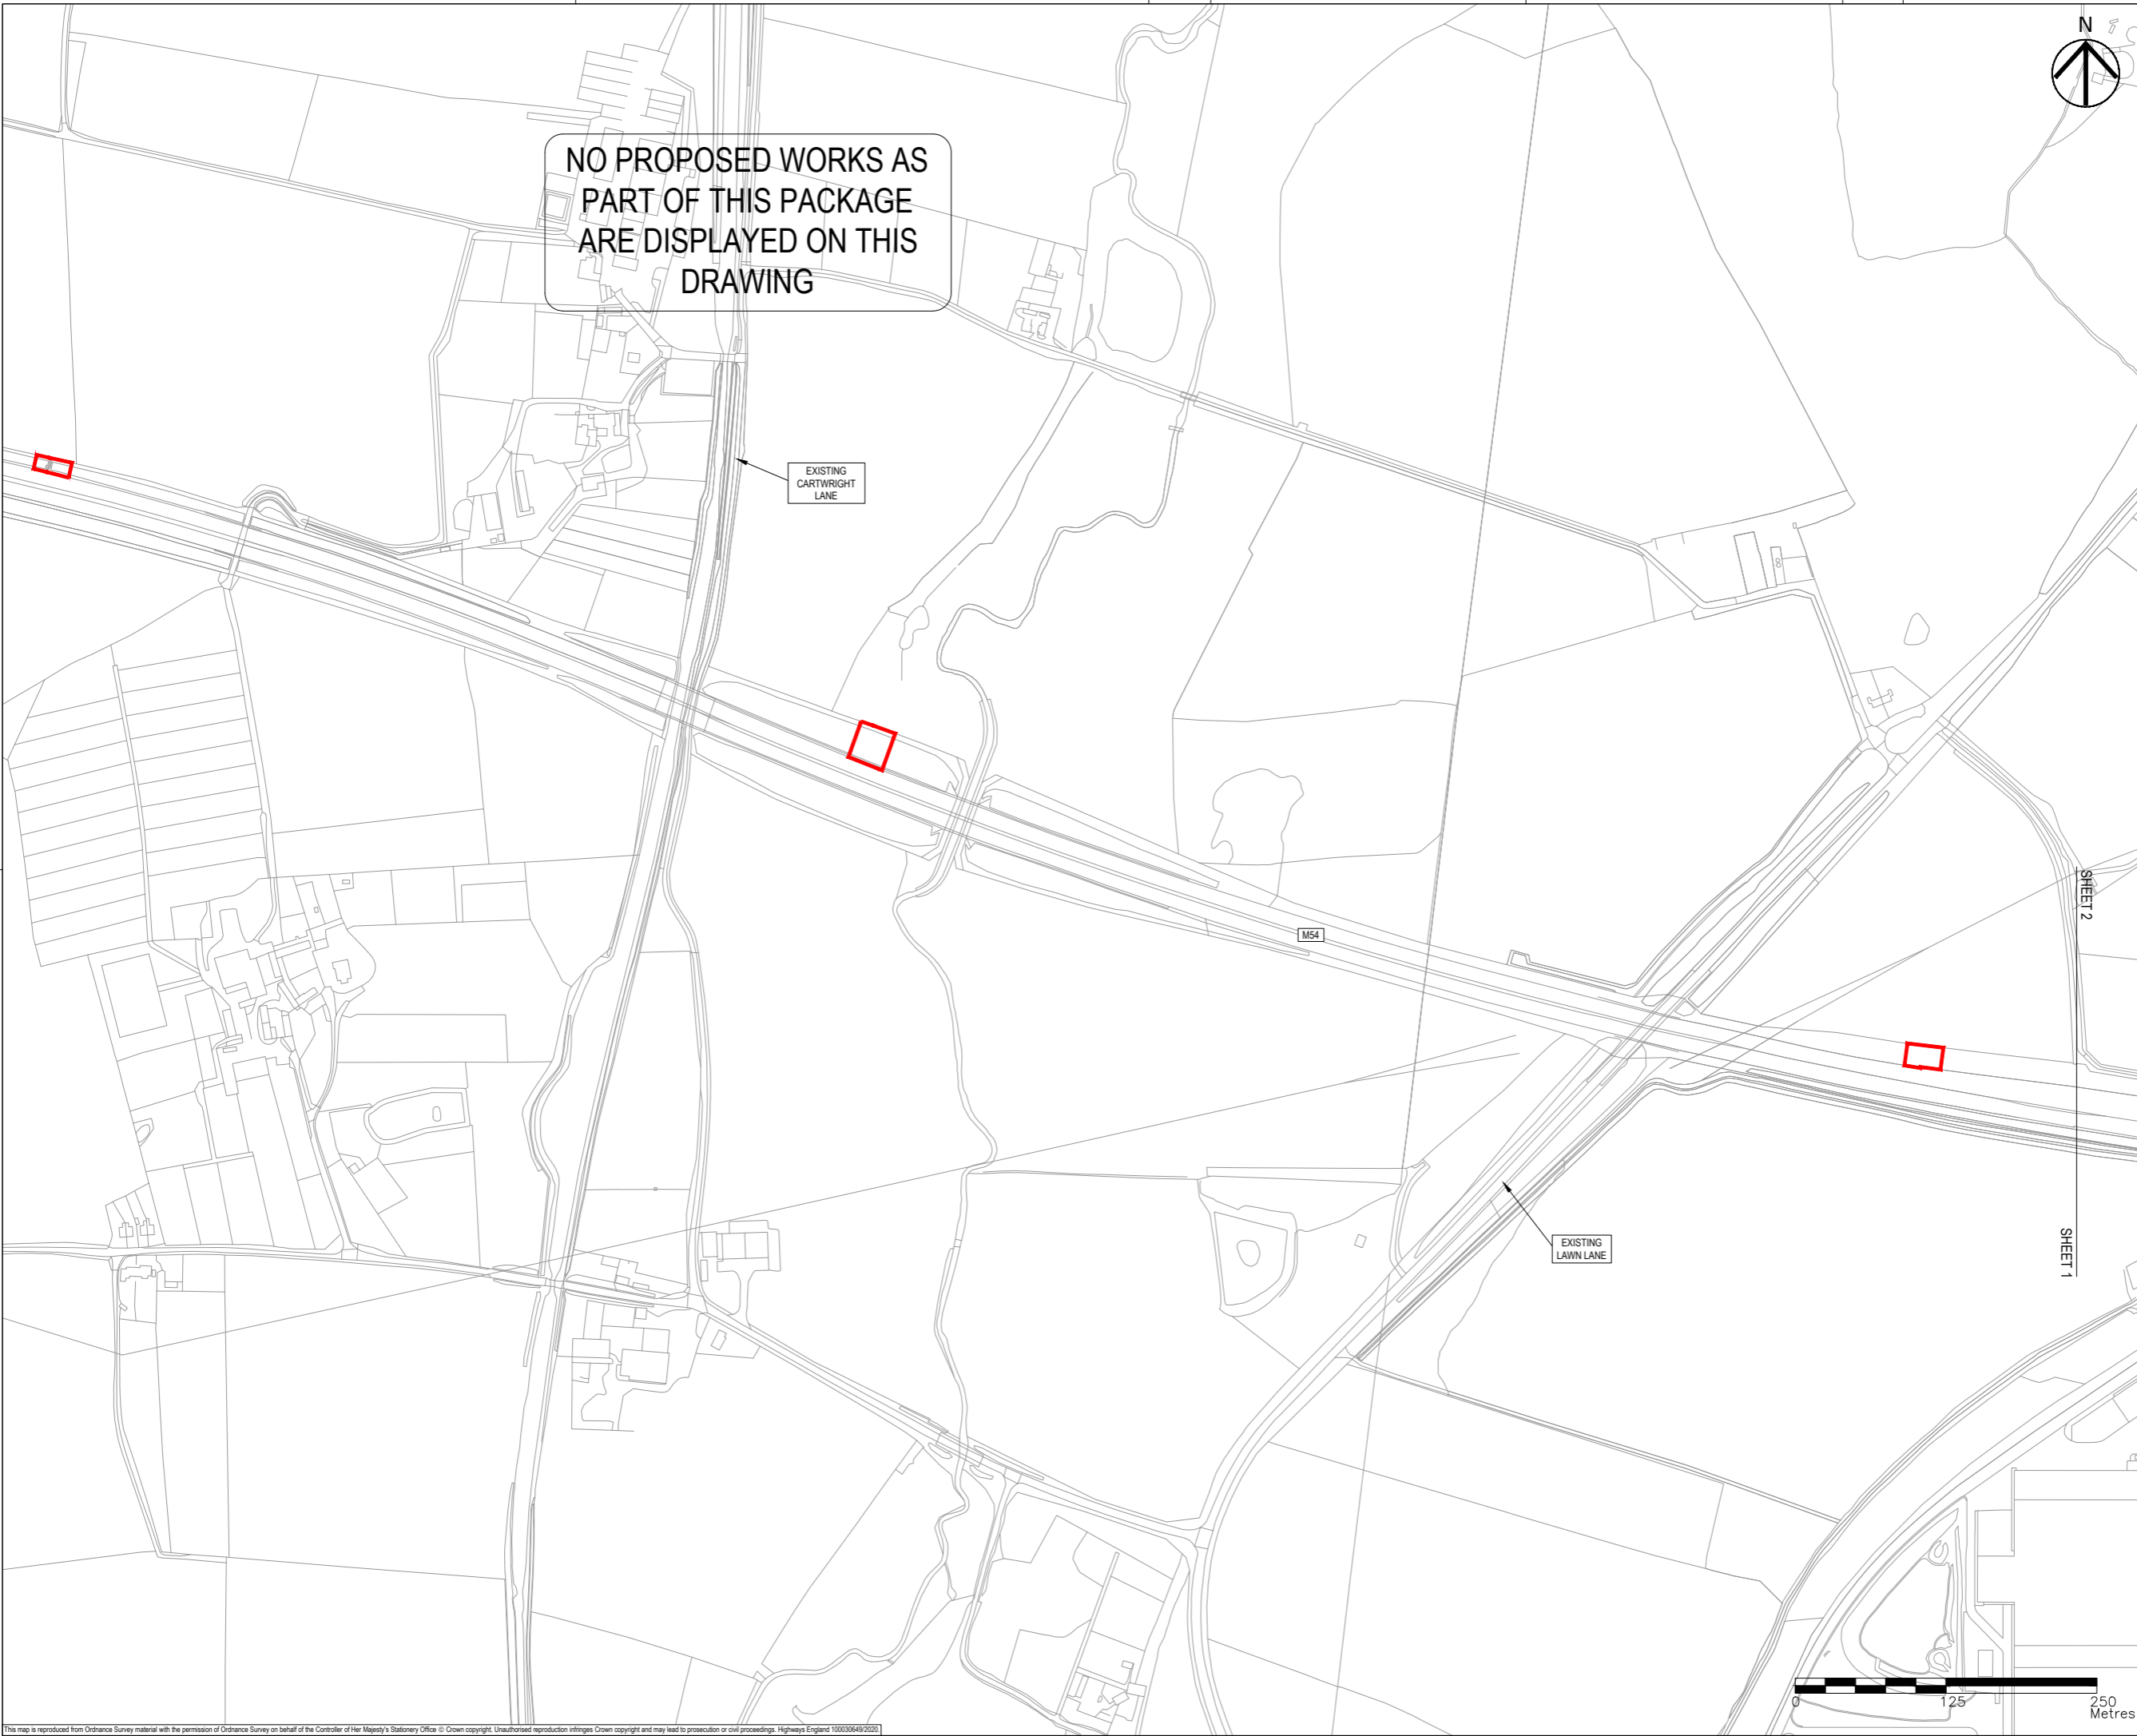 N
NO PROPOSED WORKS AS
PART OF THIS PACKAGE
ARE DISPLAYED ON THIS
DRAWING
EXISTING
CARTWRIGHT
LANE
M54
SHEET 2
SHEET 1
EXISTING
LAWN LANE
0 125 250
Metres
This map is reproduced from Ordnance Survey material with the permission of Ordnance Survey on behalf of the Controller of Her Majesty's Stationery Office © Crown copyright. Unauthorised reproduction infringes Crown copyright and may lead to prosecution or civil proceedings. Highways England 100030649/2020.